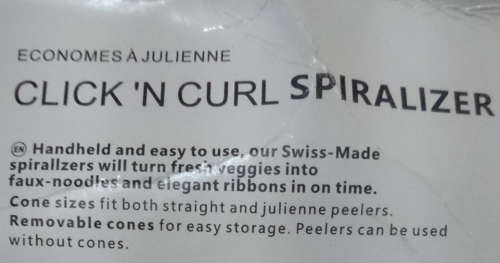 ECONOMES À JULIENNE
CLICK 'N CURL SPIRALIZER
EN Handheld and easy to use, our Swiss-Made
spirallzers will turn fresh veggies into
faux-noodles and elegant ribbons in on time.
Cone sizes fit both straight and julienne peelers.
Removable cones for easy storage. Peelers can be used
without cones.